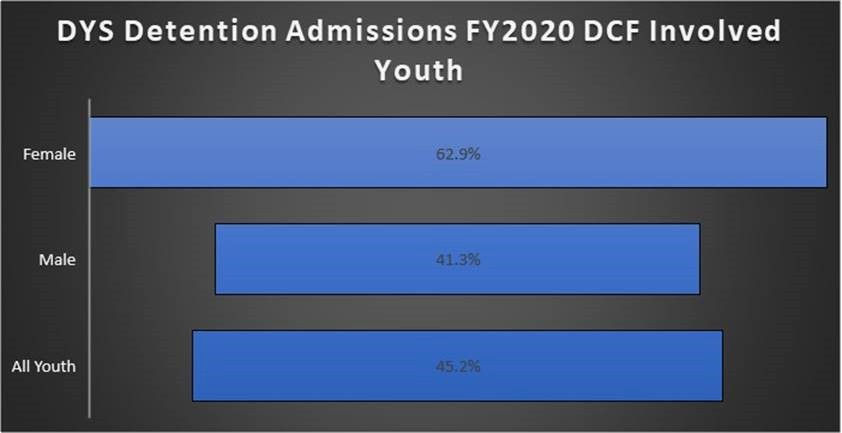 DYS Detention Admissions FY2020 DCF Involved
Youth
Female
62.9%
Male
41.3%
All Youth
45.2%